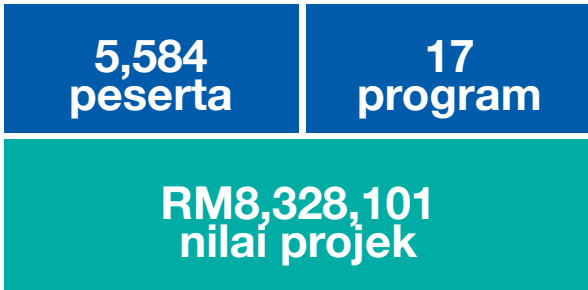 5,584
peserta
17
program
RM8,328,101
nilai projek